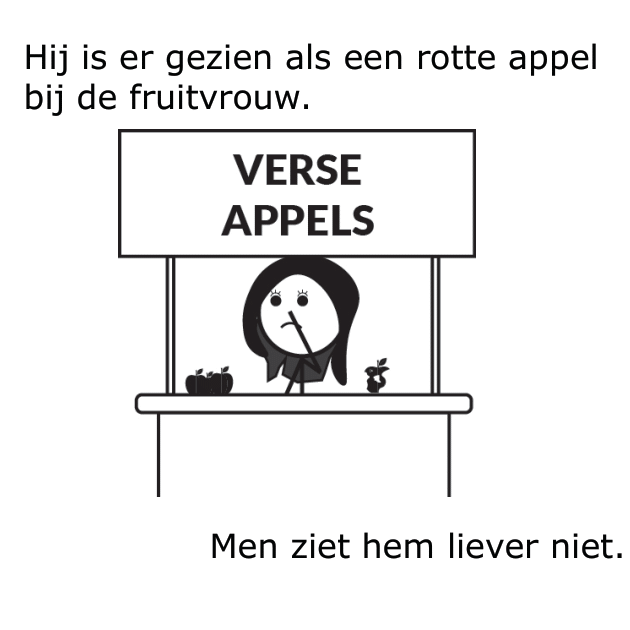 Hij is er gezien als een rotte appel
bij de fruitvrouw.
VERSE
APPELS
Men ziet hem liever niet.